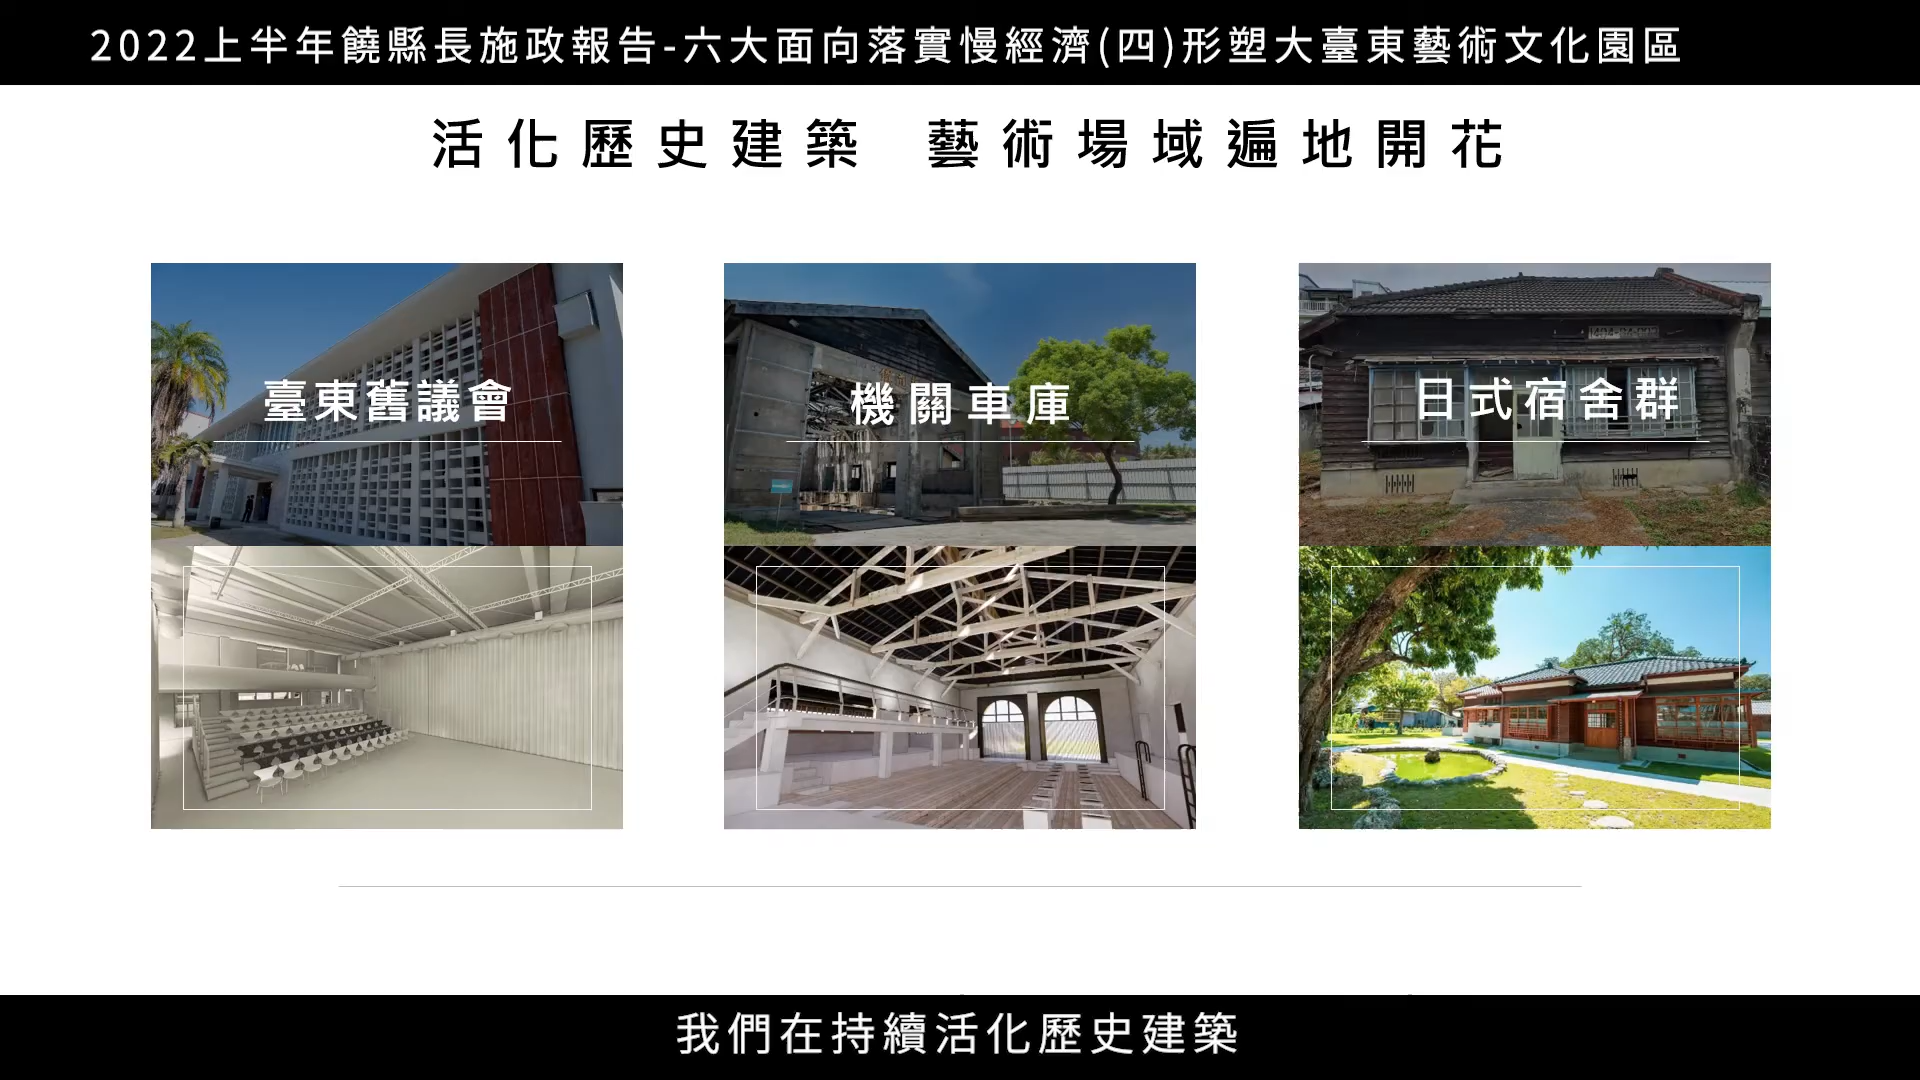 2022上半年饒縣長施政報告-六大面向落實慢經濟(四)形塑大臺東藝術文化園區
活化歷史建築 藝術場域遍地開花
臺東舊議會
機關車庫
日式宿舍群
我們在持續活化歷史建築